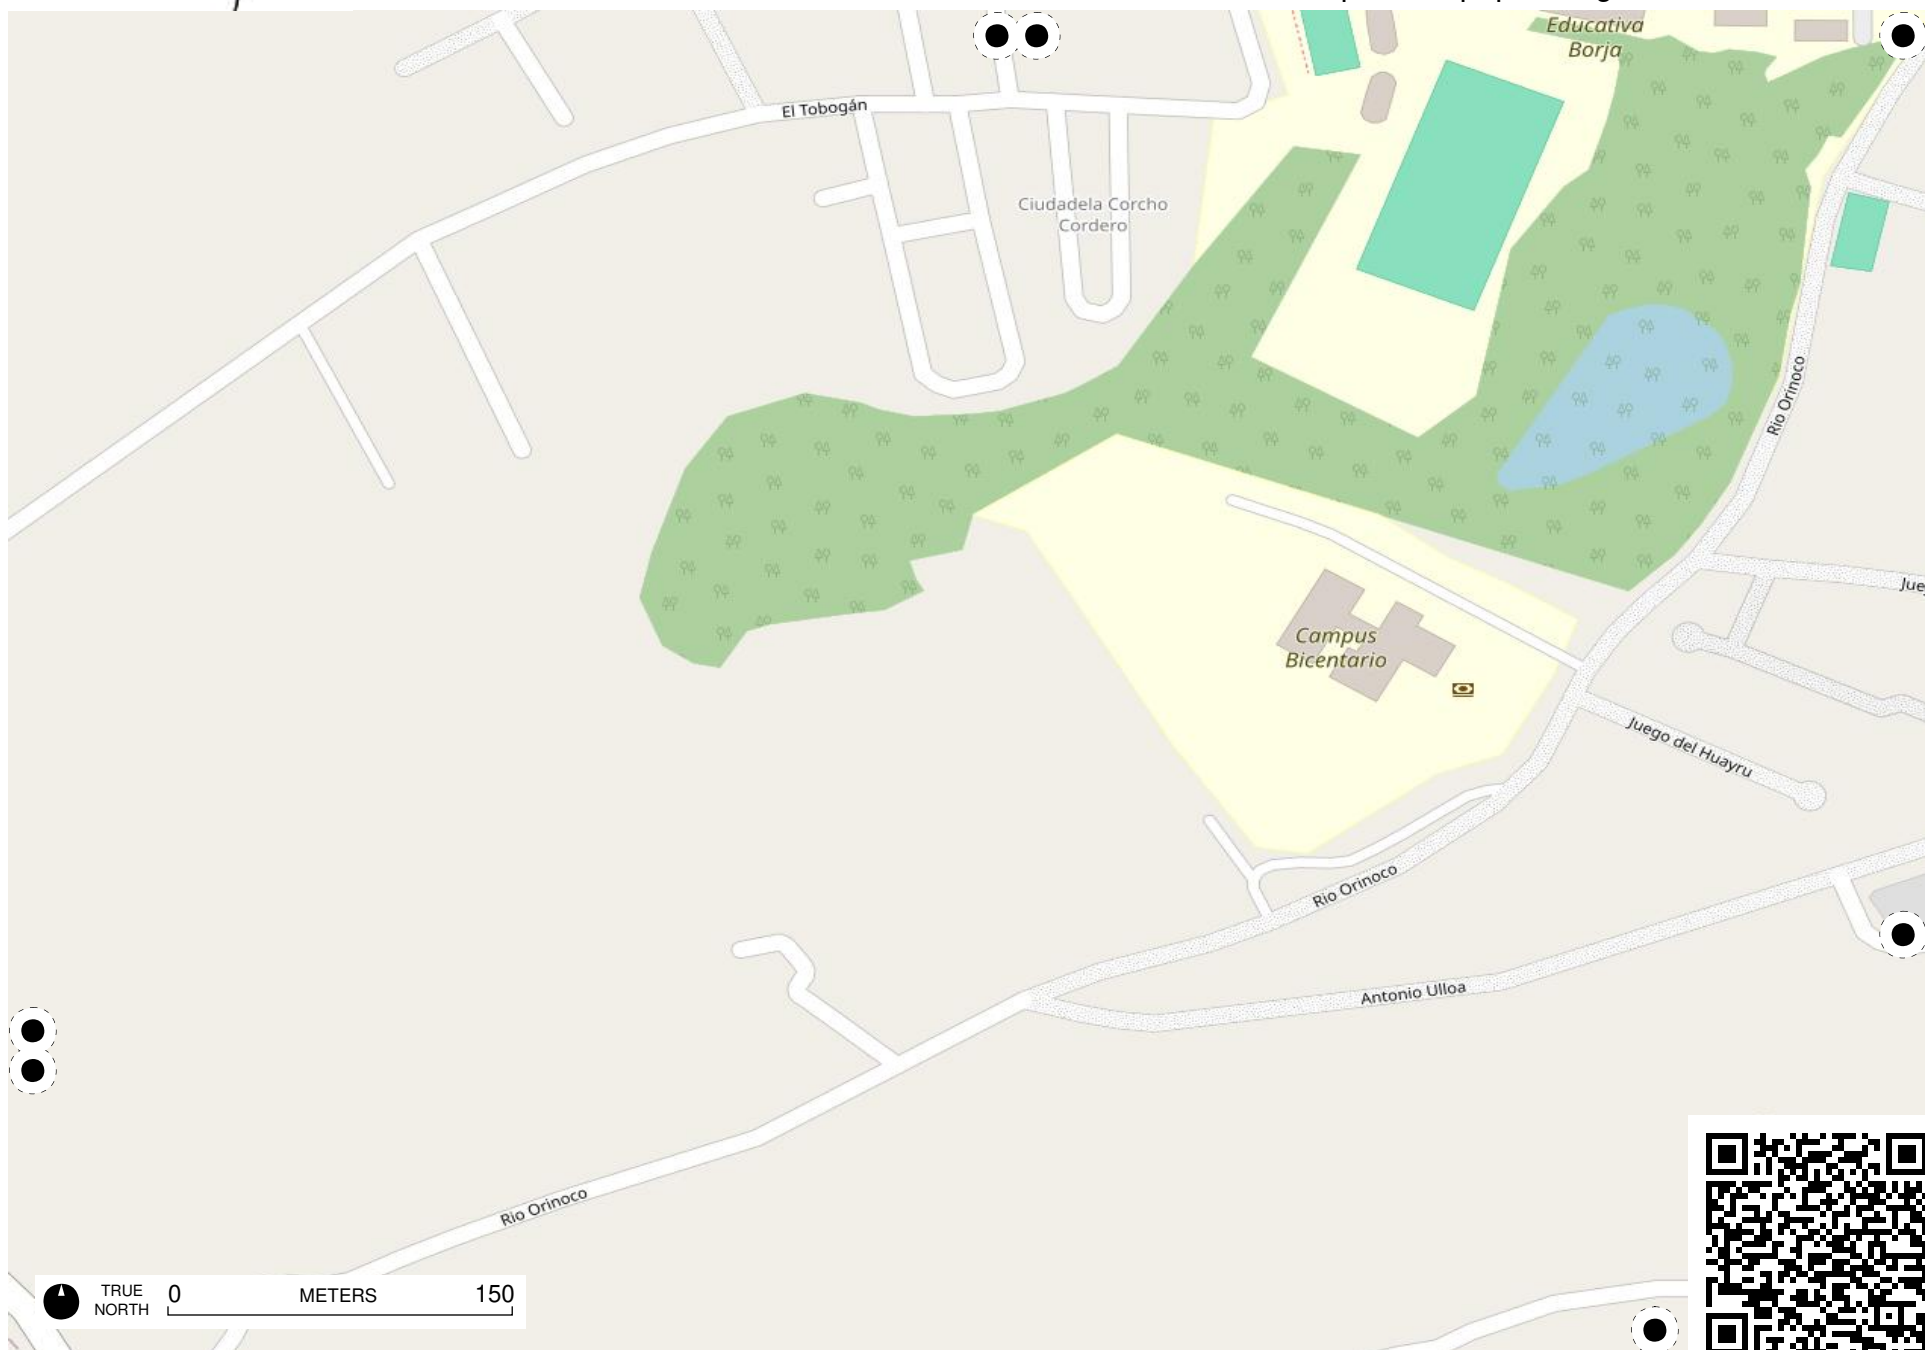 Educativa
Borja
El Tobogán
Ciudadela Corcho
Cordero
Rio Orinoco
Jue
Campus
Bicentario
Juego del Huayru
Rio Orinoco
Antonio Ulloa
Rio Orinoco
TRUE
NORTH
0 METERS 150